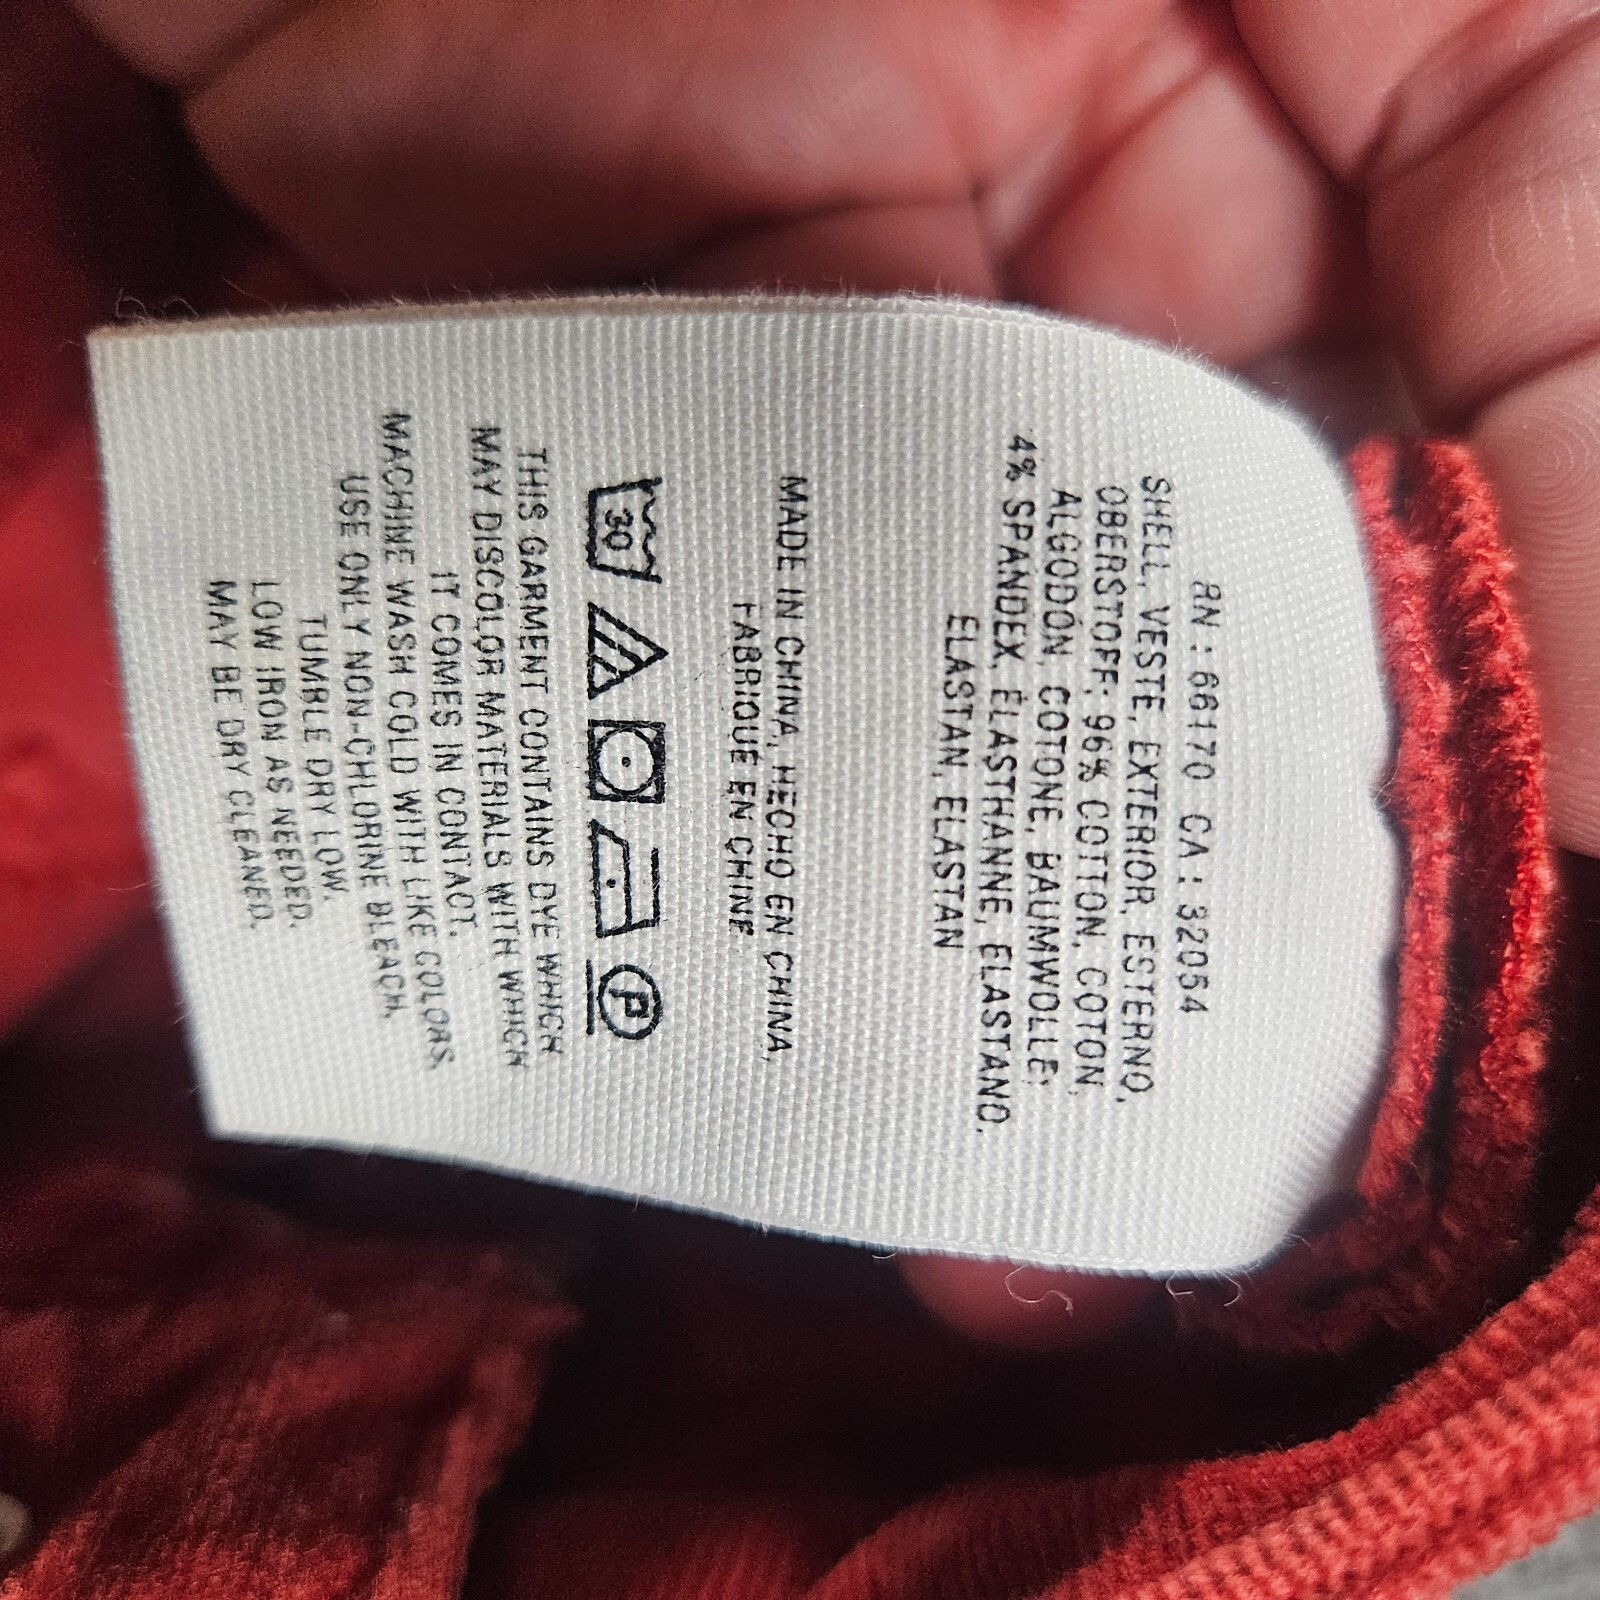 RN : 66170 CA : 32054
SHELL, VESTE, EXTERIOR, ESTERNO,
OBERSTOFF; 96% COTTON, COTON,
ALGODÓN, COTONE, BAUMWOLLE;
4% SPANDEX, ÉLASTHANNE, ELASTANO,
ELASTAN, ELASTAN
MADE IN CHINA, HECHO EN CHINA,
FABRIQUÉ EN CHINE
30 P
THIS GARMENT CONTAINS DYE WHICH
MAY DISCOLOR MATERIALS WITH WHICH
IT COMES IN CONTACT.
MACHINE WASH COLD WITH LIKE COLORS.
USE ONLY NON-CHLORINE BLEACH.
TUMBLE DRY LOW.
LOW IRON AS NEEDED.
MAY BE DRY CLEANED.